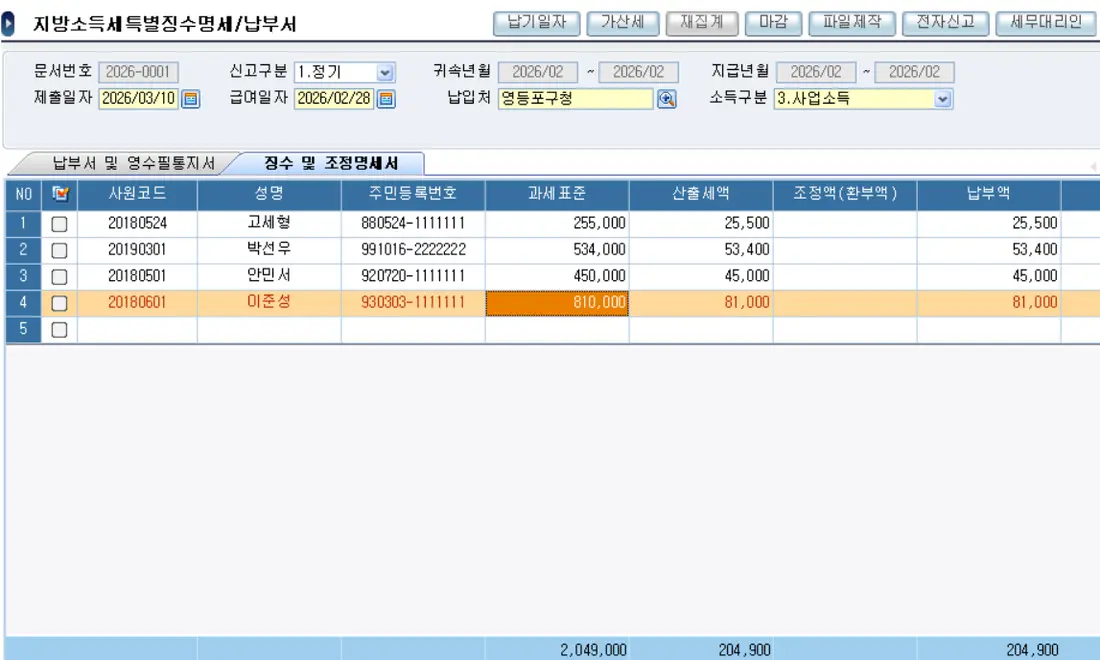 지방소득세특별징수명세/납부서 납기일자 가산세 재집계 마감 파일제작 전자신고 세무대리인
문서번호 2026-0001 신고구분 1.정기 귀속년월 2026/02 ~ 2026/02 지급년월 2026/02 ~ 2026/02
제출일자 2026/03/10 급여일자 2026/02/28 납입처 영등포구청 소득구분 3.사업소득
납부서 및 영수필통지서 징수 및 조정명세서
NO 사원코드 성명 주민등록번호 과세표준 산출세액 조정액(환부액) 납부액
1 20180524 고세형 880524-1111111 255,000 25,500 25,500
2 20190301 박선우 991016-2222222 534,000 53,400 53,400
3 20180501 안민서 920720-1111111 450,000 45,000 45,000
4 20180601 이준성 930303-1111111 810,000 81,000 81,000
5
2,049,000 204,900 204,900